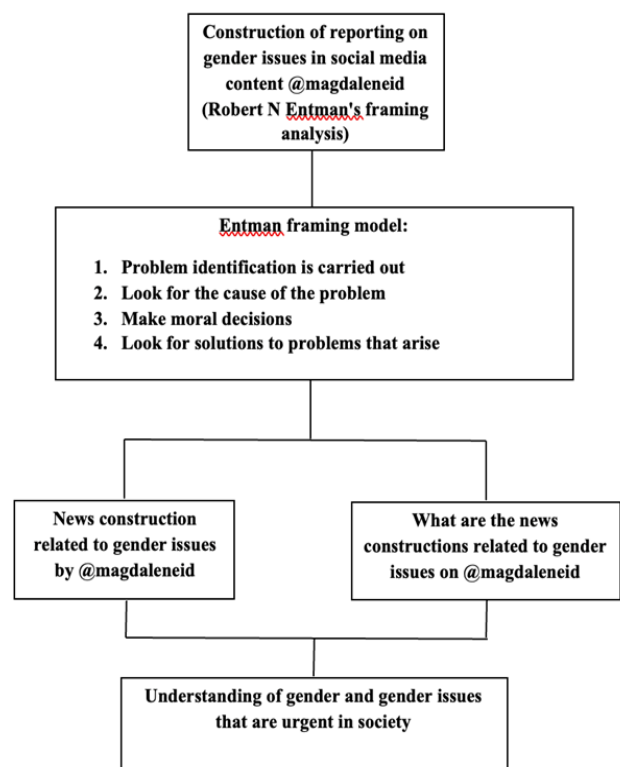 Construction of reporting on
gender issues in social media
content @magdaleneid
(Robert N Entman's framing
analysis)
Entman framing model:
1. Problem identification is carried out
2. Look for the cause of the problem
3. Make moral decisions
4. Look for solutions to problems that arise
News construction
related to gender issues
by @magdaleneid
What are the news
constructions related to gender
issues on @magdaleneid
Understanding of gender and gender issues
that are urgent in society